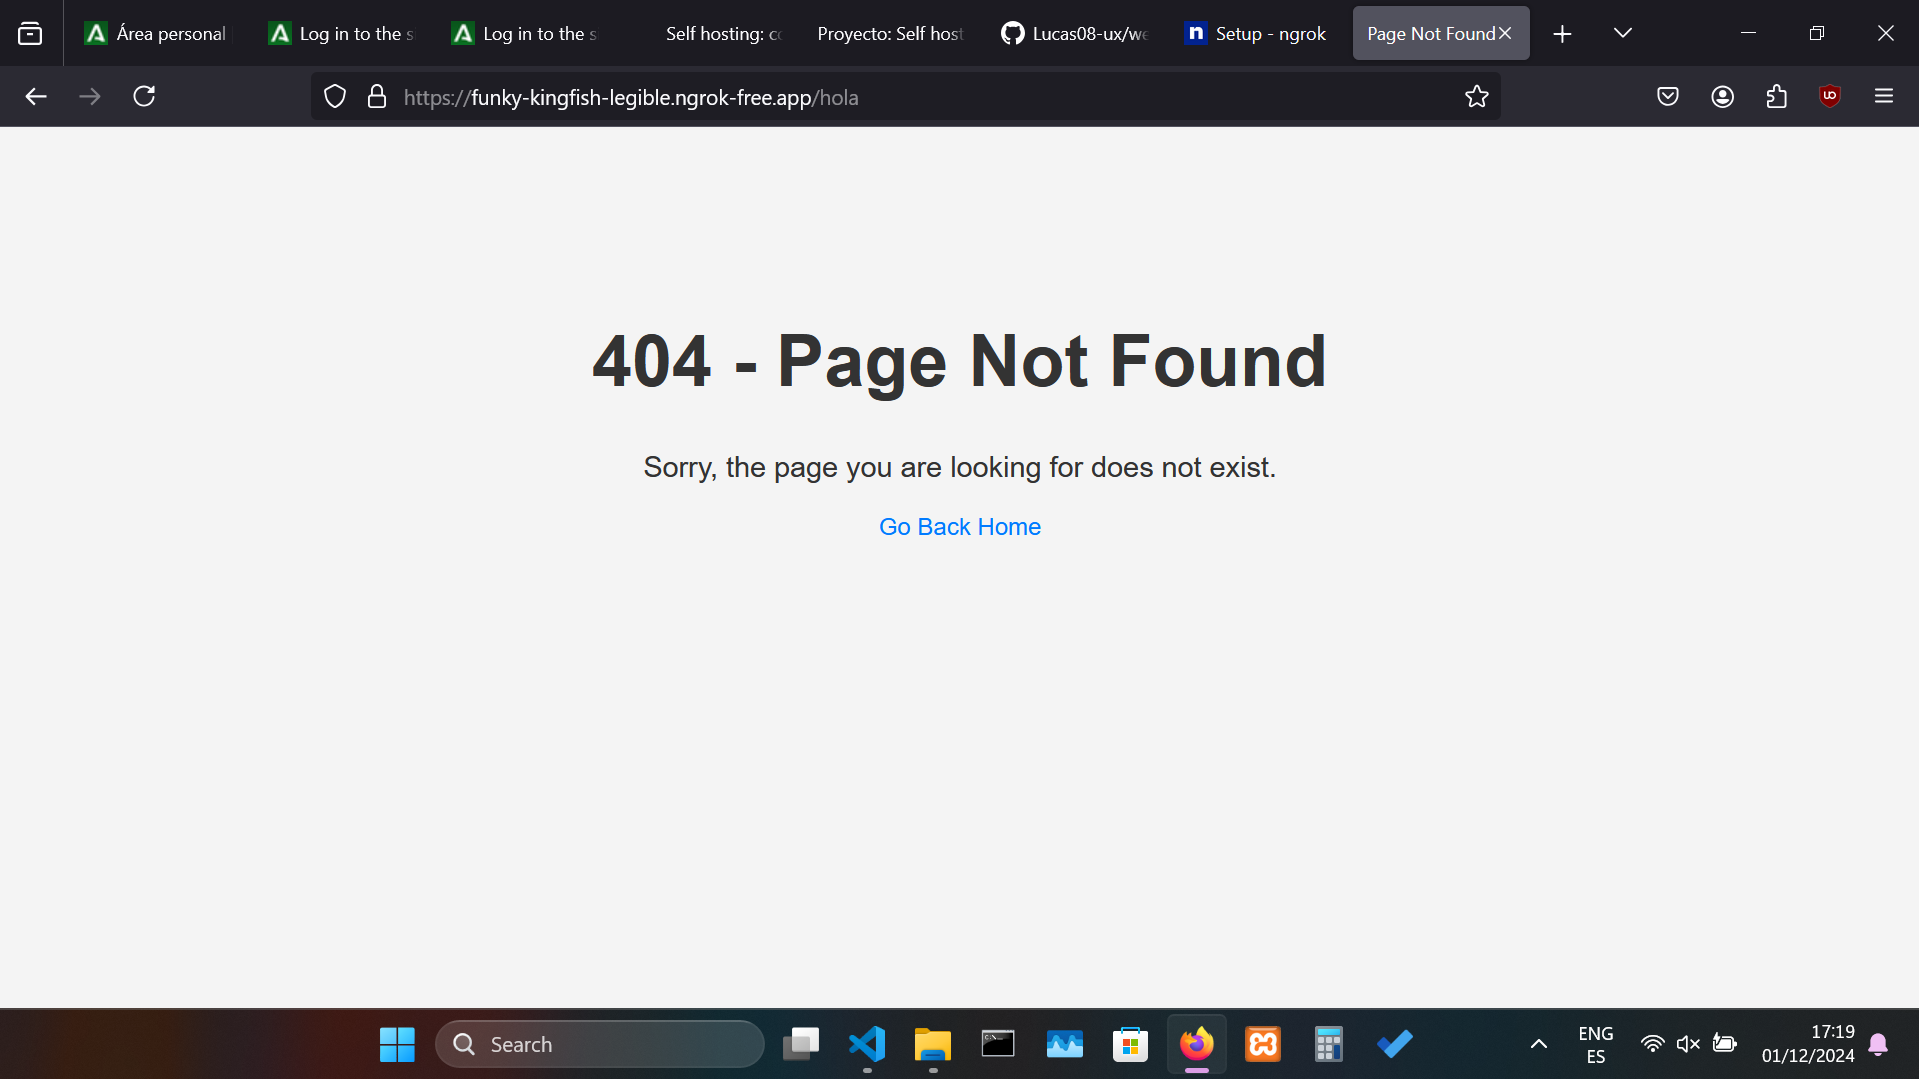 Área personal
Log in to the s
Log in to the s
Self hosting: co
Proyecto: Self host
Lucas08-ux/we
n
Setup - ngrok
Page Not Found
https://funky-kingfish-legible.ngrok-free.app/hola
404 - Page Not Found
Sorry, the page you are looking for does not exist.
Go Back Home
Search
ENG
ES
17:19
01/12/2024